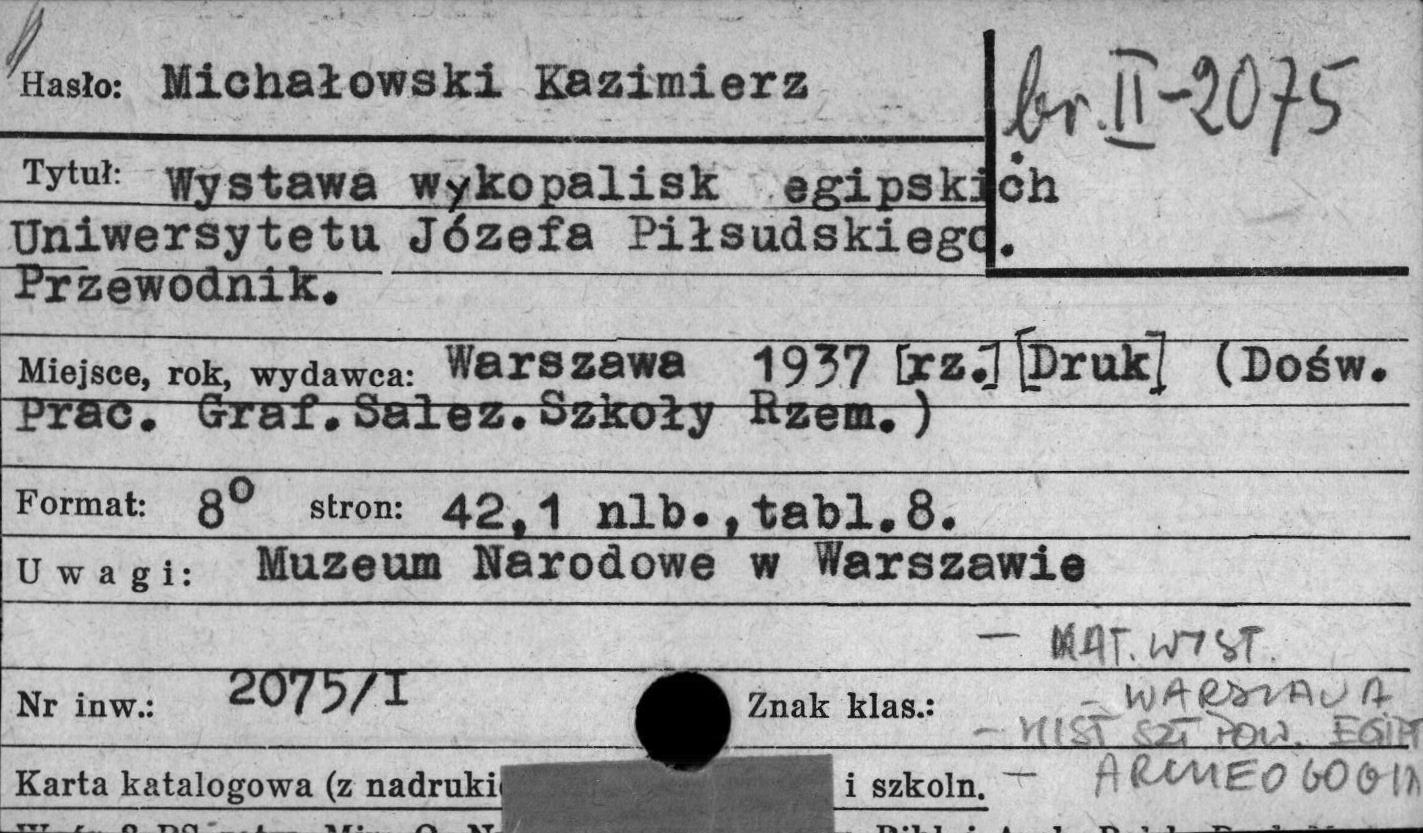 Hasło: Michałowski Kazimierz
br. II-2075
Tytuł: Wystawa wykopalisk egipskich
Uniwersytetu Józefa Piłsudskiego.
Przewodnik.
Miejsce, rok, wydawca: Warszawa 1937 [rz.] [Druk] (Dośw.
Prac. Graf. Salez. Szkoły Rzem.)
Format: 8° stron: 42,1 nlb., tabl. 8.
Uwagi: Muzeum Narodowe w Warszawie
— MAT. WYST.
Nr inw.: 2075/I Znak klas.:
- WARSZAWA
- HIST SZT POW. EGIPT
Karta katalogowa (z i szkoln.
— ARCHEOLOGIA